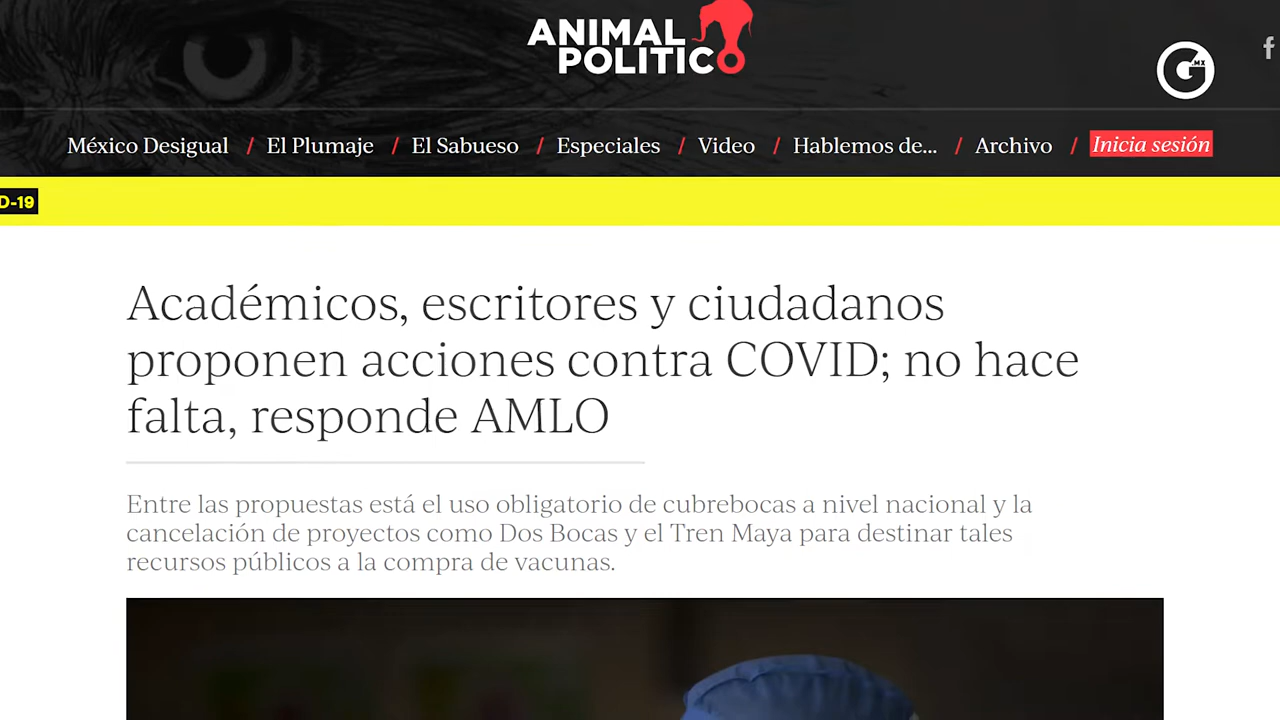 ANIMAL
POLITICO
G.MX
f
México Desigual / El Plumaje / El Sabueso / Especiales / Video / Hablemos de... / Archivo / Inicia sesión
D-19
Académicos, escritores y ciudadanos
proponen acciones contra COVID; no hace
falta, responde AMLO
Entre las propuestas está el uso obligatorio de cubrebocas a nivel nacional y la
cancelación de proyectos como Dos Bocas y el Tren Maya para destinar tales
recursos públicos a la compra de vacunas.